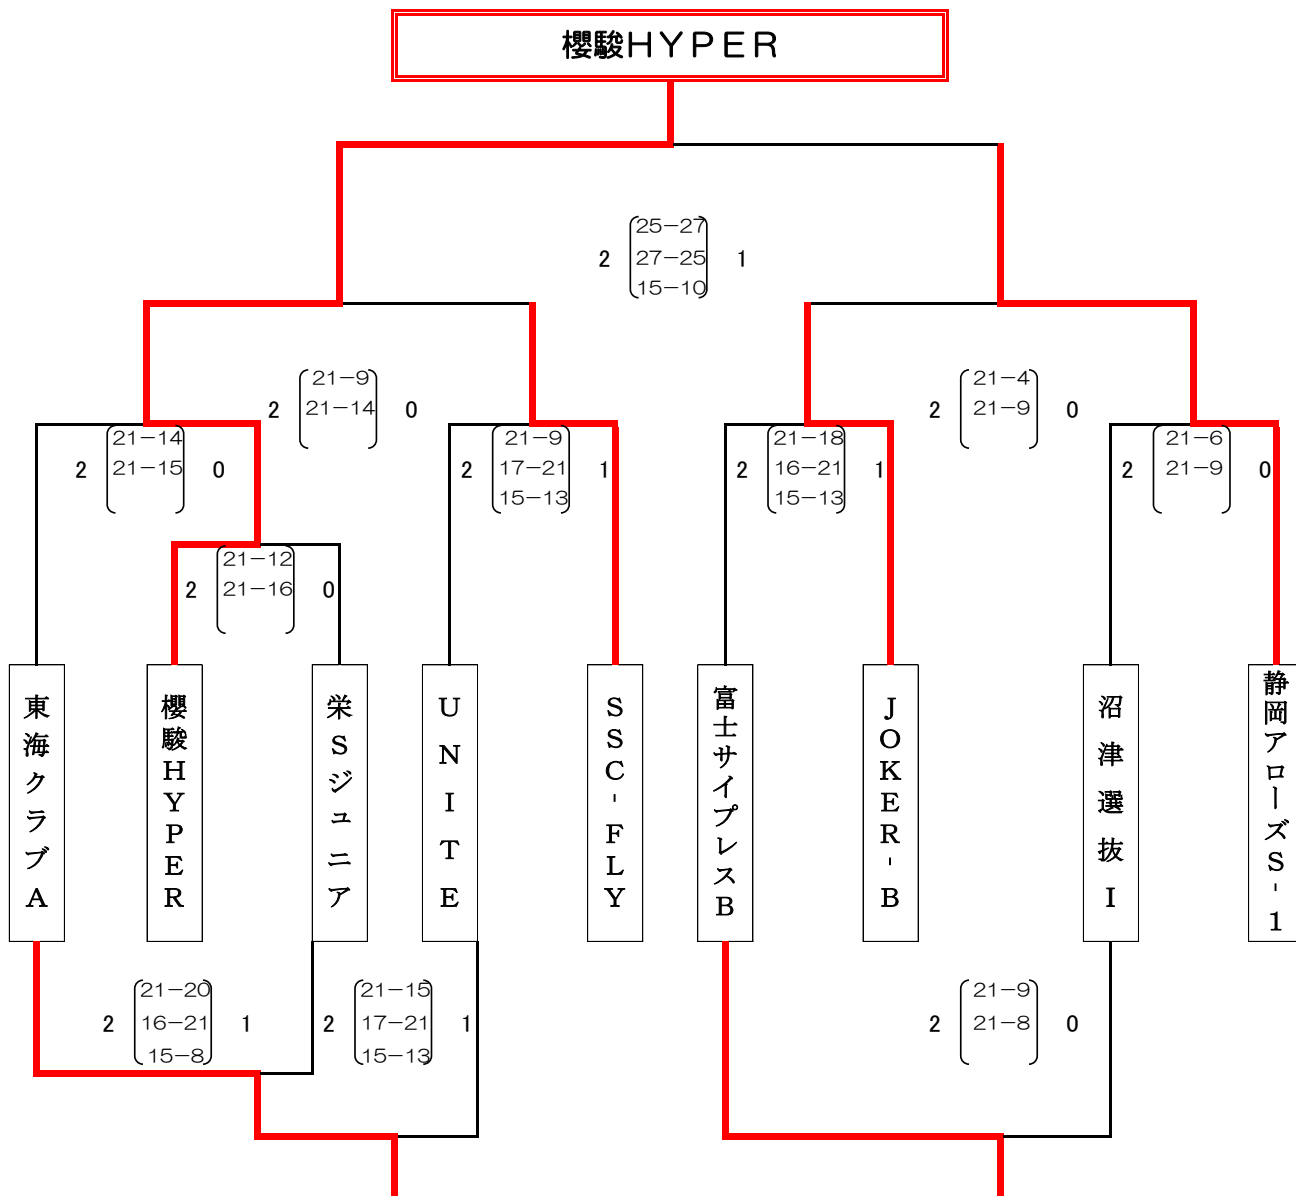 櫻駿HYPER
25-27
2 27-25 1
15-10
21-9
2 21-14 0
21-4
2 21-9 0
21-14
2 21-15 0
21-9
2 17-21 1
15-13
21-18
2 16-21 1
15-13
21-6
2 21-9 0
21-12
2 21-16 0
東海クラブA
櫻駿HYPER
栄Sジュニア
UNITE
SSC-FLY
富士サイプレスB
JOKER-B
沼津選抜I
静岡アローズS-1
21-20
2 16-21 1
15-8
21-15
2 17-21 1
15-13
21-9
2 21-8 0